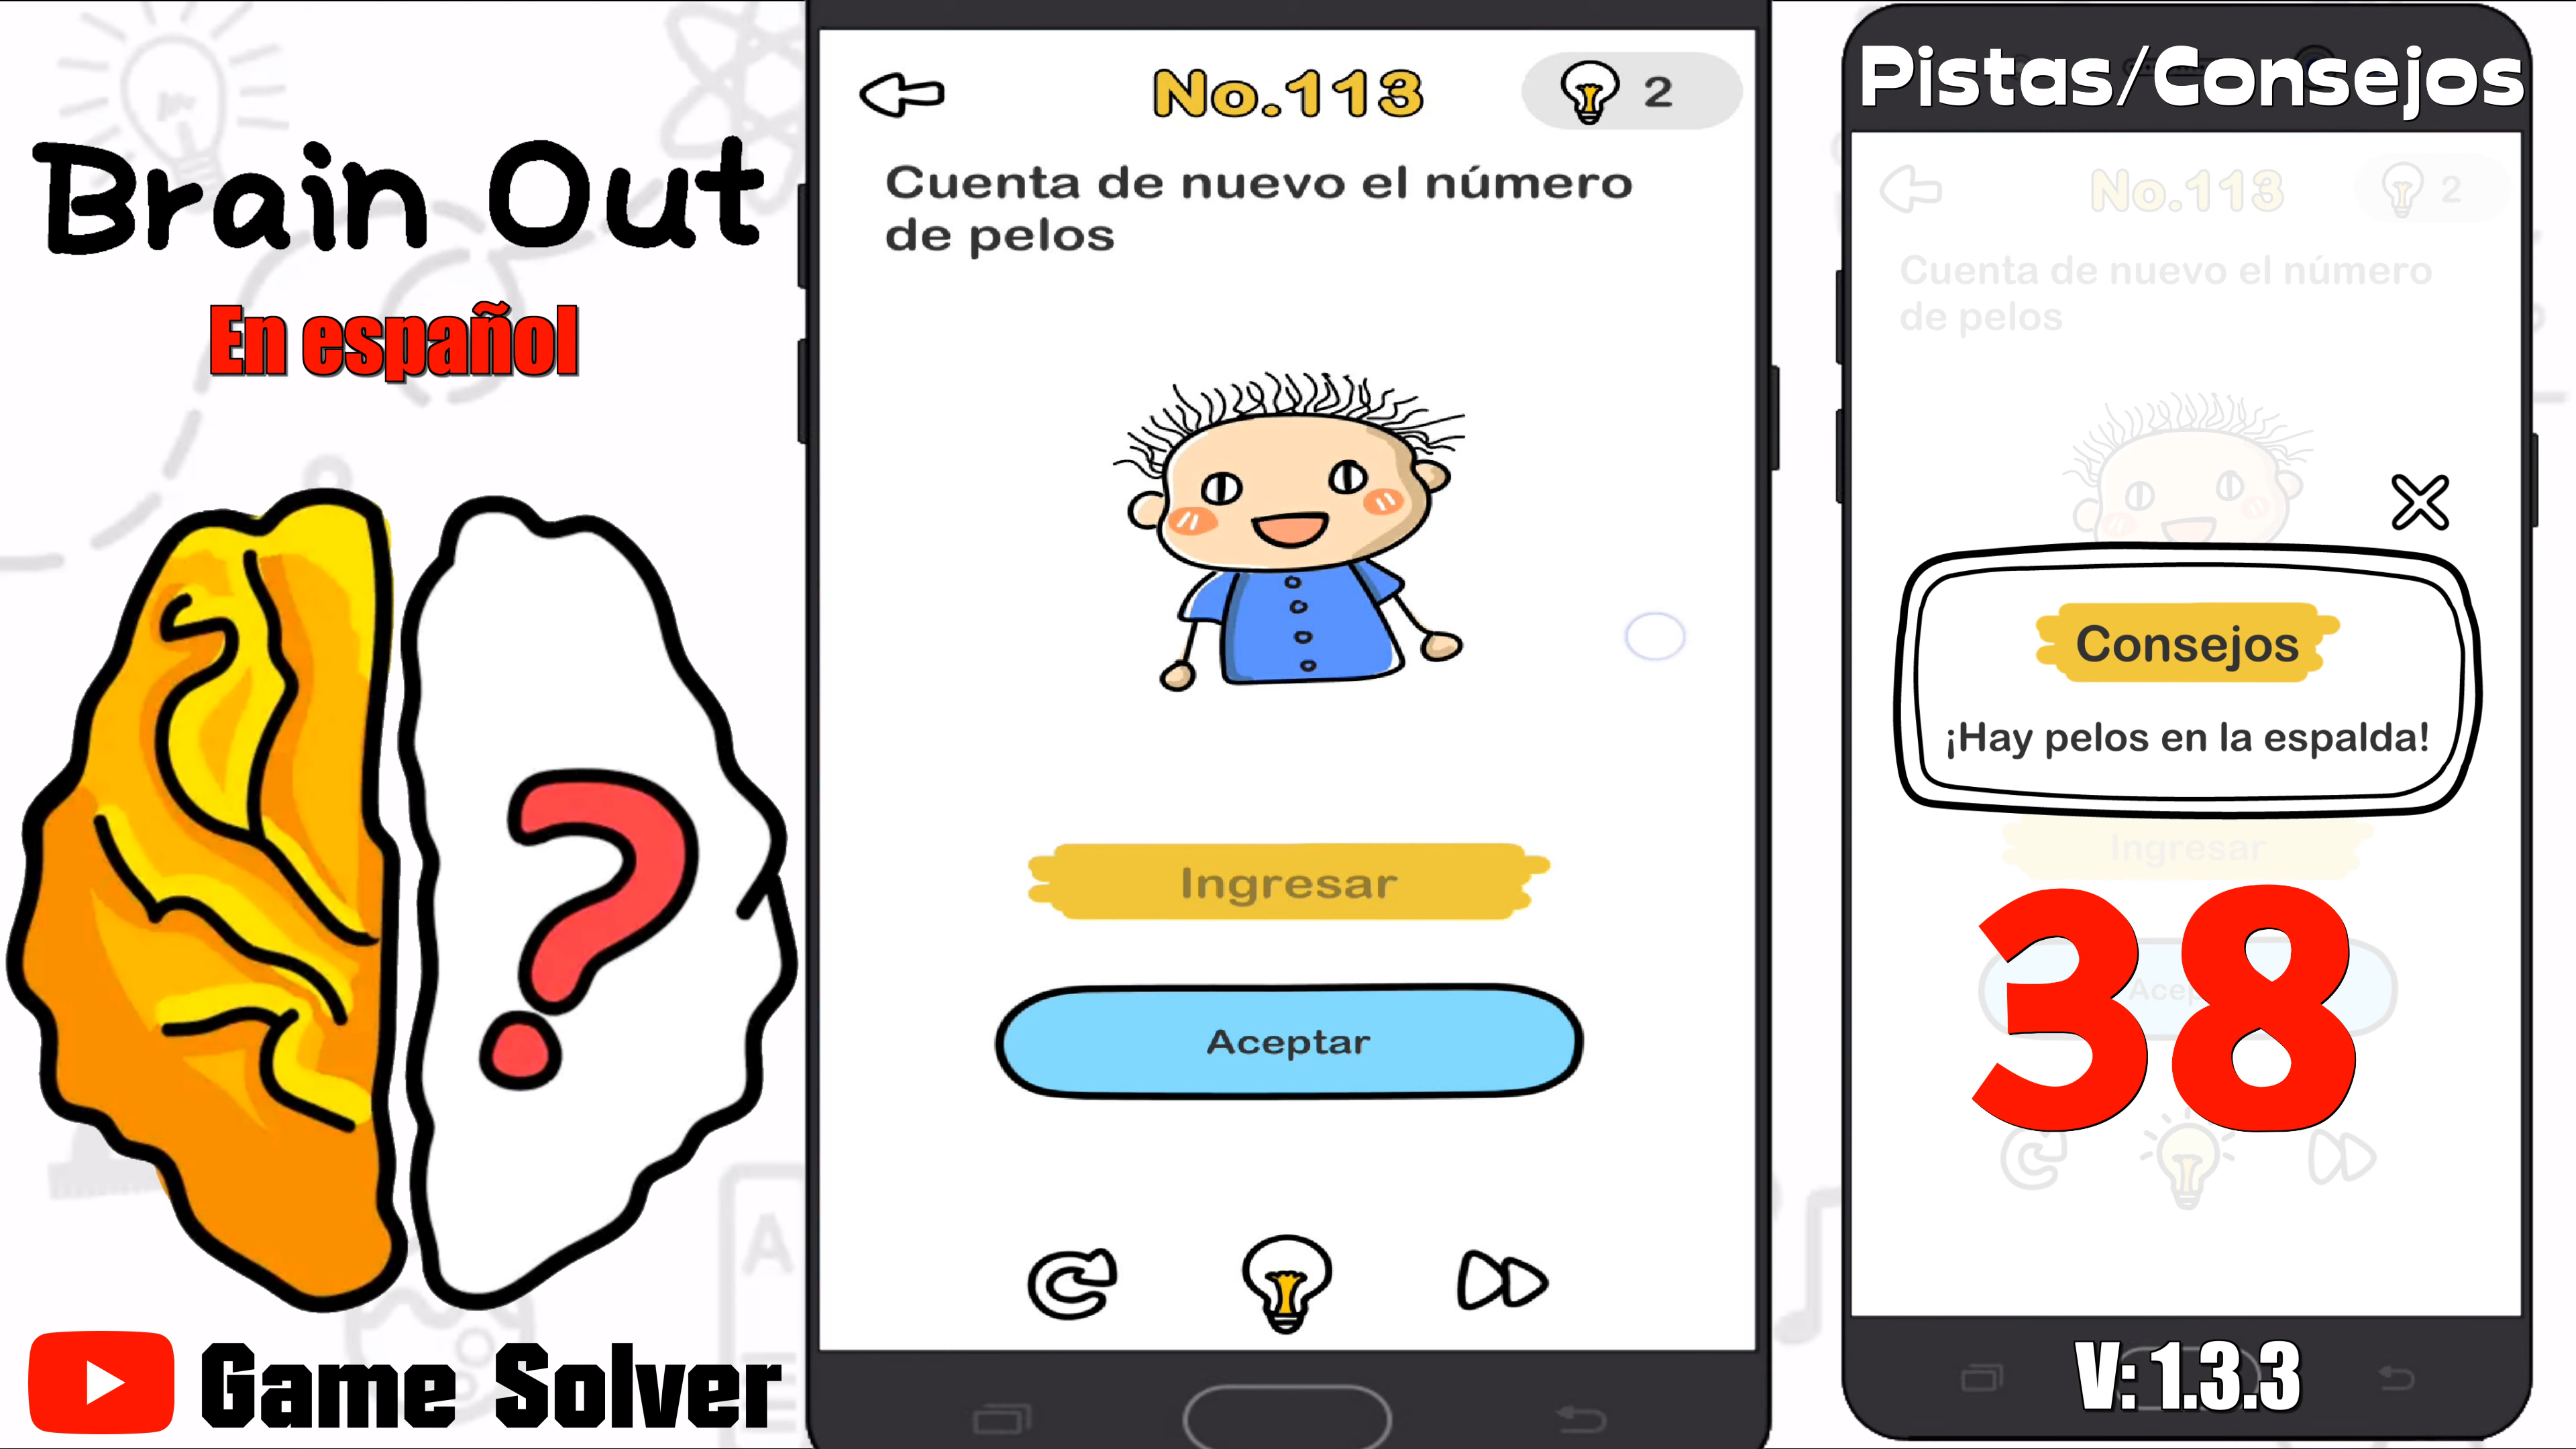 Brain Out
En español
Game Solver
No.113
2
Cuenta de nuevo el número
de pelos
Ingresar
Aceptar
Pistas/Consejos
No.113
2
Cuenta de nuevo el número
de pelos
Consejos
¡Hay pelos en la espalda!
Ingresar
38
V: 1.3.3
A